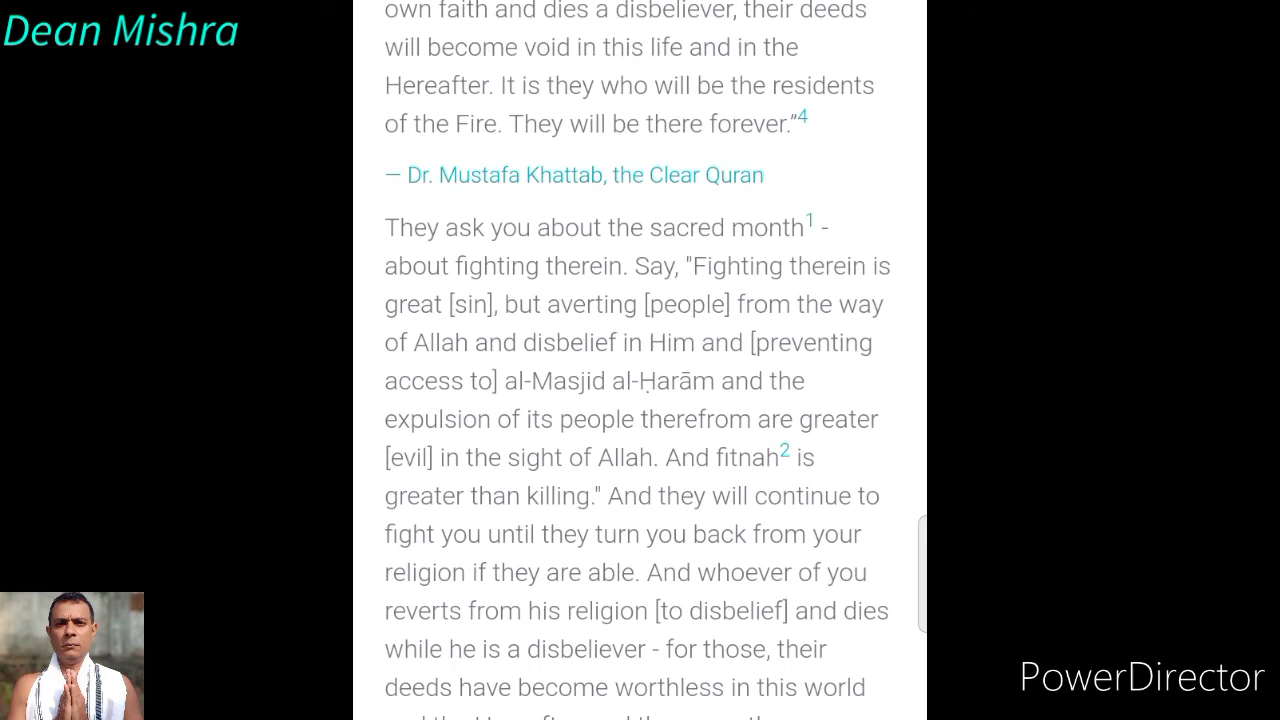 Dean Mishra
own faith and dies a disbeliever, their deeds
will become void in this life and in the
Hereafter. It is they who will be the residents
of the Fire. They will be there forever.”4
— Dr. Mustafa Khattab, the Clear Quran
They ask you about the sacred month1 -
about fighting therein. Say, "Fighting therein is
great [sin], but averting [people] from the way
of Allah and disbelief in Him and [preventing
access to] al-Masjid al-Ḥarām and the
expulsion of its people therefrom are greater
[evil] in the sight of Allah. And fitnah2 is
greater than killing." And they will continue to
fight you until they turn you back from your
religion if they are able. And whoever of you
reverts from his religion [to disbelief] and dies
while he is a disbeliever - for those, their
deeds have become worthless in this world
PowerDirector